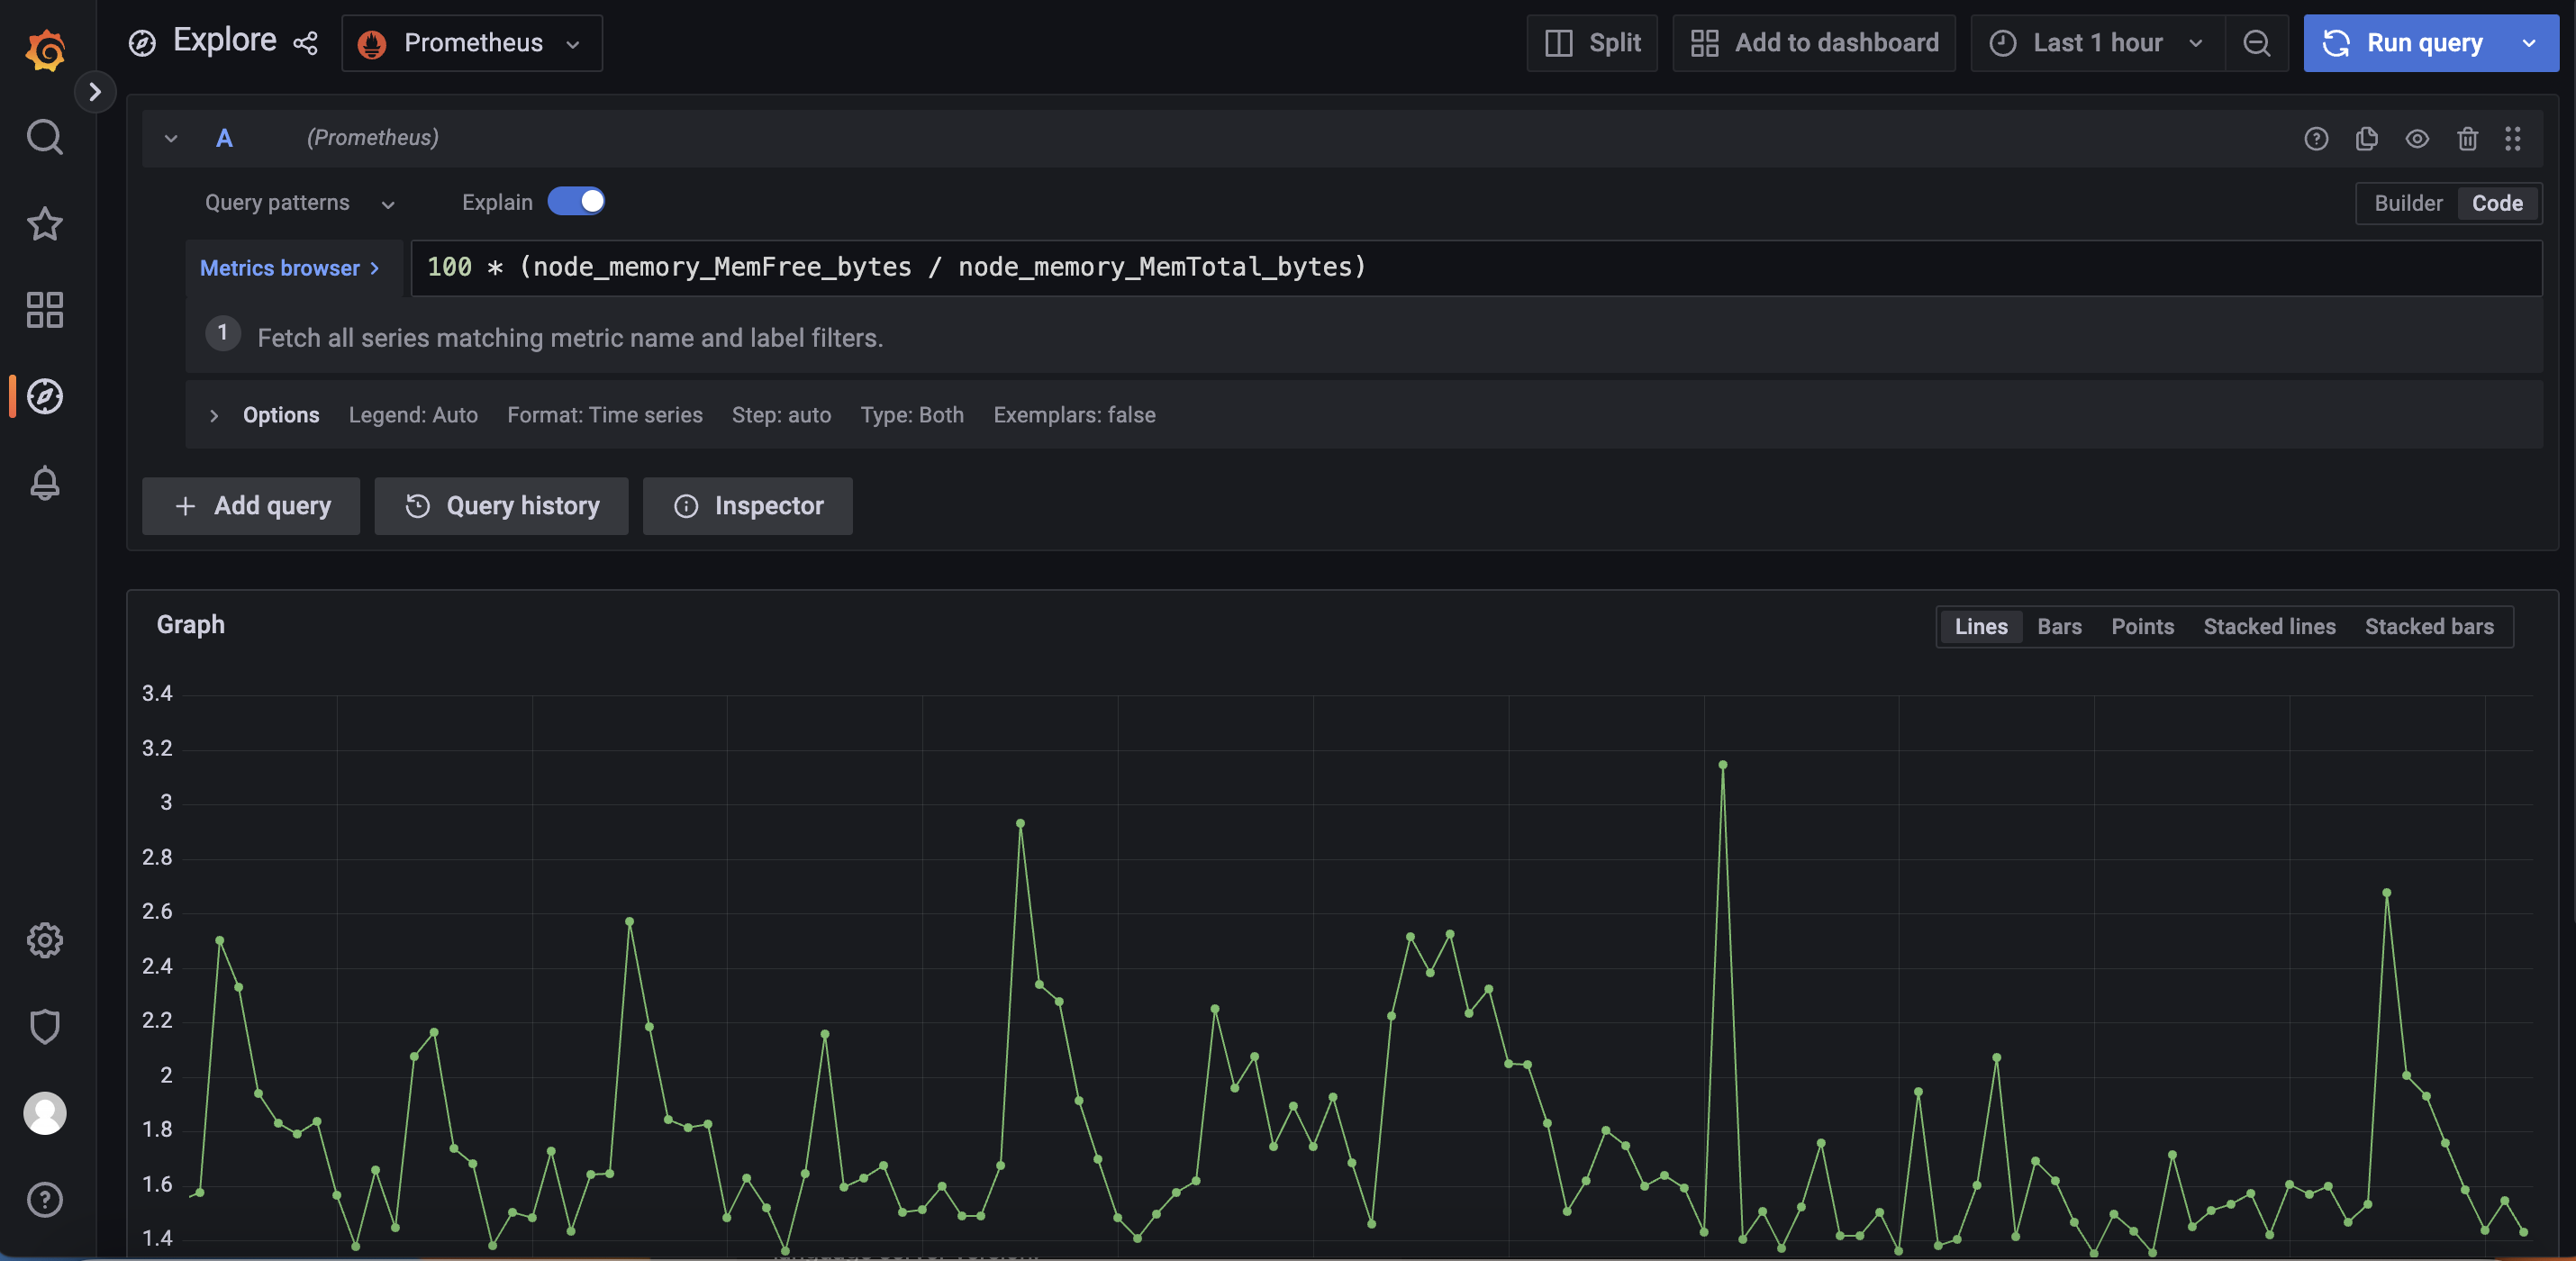 Explore
Prometheus
Split
Add to dashboard
Last 1 hour
Run query
A
(Prometheus)
Query patterns
Explain
Builder
Code
Metrics browser >
100 * (node_memory_MemFree_bytes / node_memory_MemTotal_bytes)
1
Fetch all series matching metric name and label filters.
Options Legend: Auto Format: Time series Step: auto Type: Both Exemplars: false
+ Add query
Query history
Inspector
Graph
Lines Bars Points Stacked lines Stacked bars
3.4
3.2
3
2.8
2.6
2.4
2.2
2
1.8
1.6
1.4